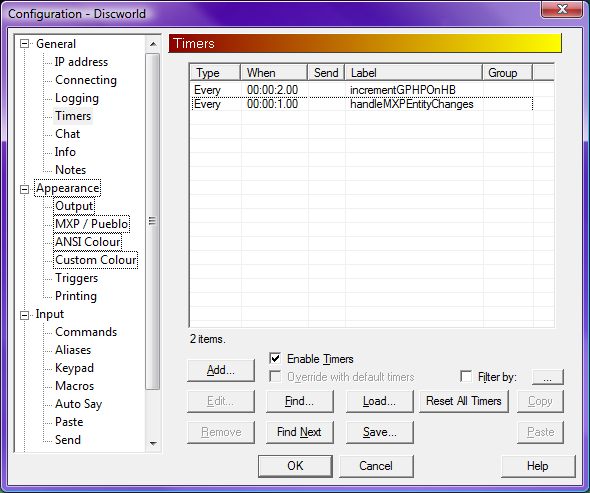 Configuration - Discworld
General
IP address
Connecting
Logging
Timers
Chat
Info
Notes
Appearance
Output
MXP / Pueblo
ANSI Colour
Custom Colour
Triggers
Printing
Input
Commands
Aliases
Keypad
Macros
Auto Say
Paste
Send
Timers
Type When Send Label Group
Every 00:00:2.00 incrementGPHPOnHB
Every 00:00:1.00 handleMXPEntityChanges
2 items.
Add... Enable Timers
Override with default timers Filter by: ...
Edit... Find... Load... Reset All Timers Copy
Remove Find Next Save... Paste
OK Cancel Help